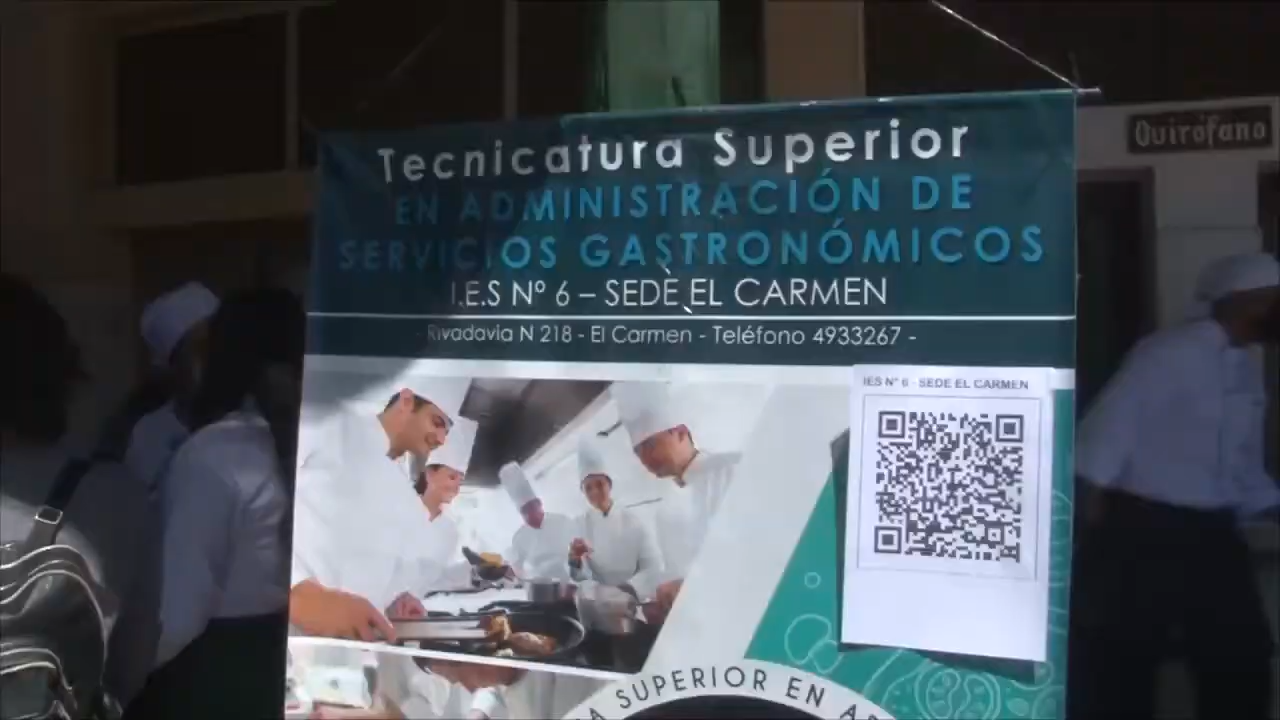 Tecnicatura Superior
EN ADMINISTRACIÓN DE
SERVICIOS GASTRONÓMICOS
I.E.S Nº 6 – SEDE EL CARMEN
- Rivadavia N 218 - El Carmen - Teléfono 4933267 -
IES N° 6 - SEDE EL CARMEN
SUPERIOR EN
Quirófano